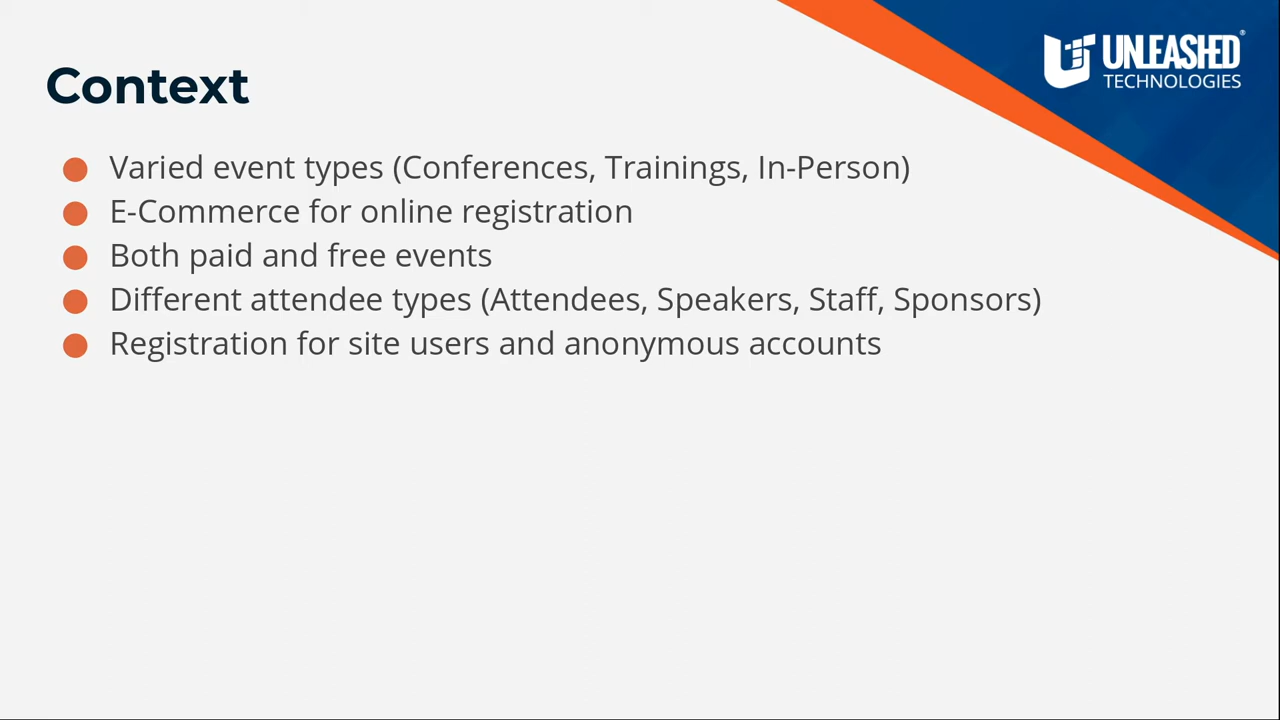 UNLEASHED®
TECHNOLOGIES
Context
Varied event types (Conferences, Trainings, In-Person)
E-Commerce for online registration
Both paid and free events
Different attendee types (Attendees, Speakers, Staff, Sponsors)
Registration for site users and anonymous accounts